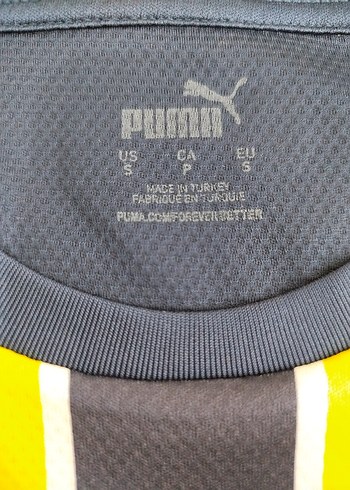 PUMA
US CA EU
S P S
MADE IN TURKEY
FABRIQUE EN TURQUIE
PUMA.COM/FOREVERBETTER